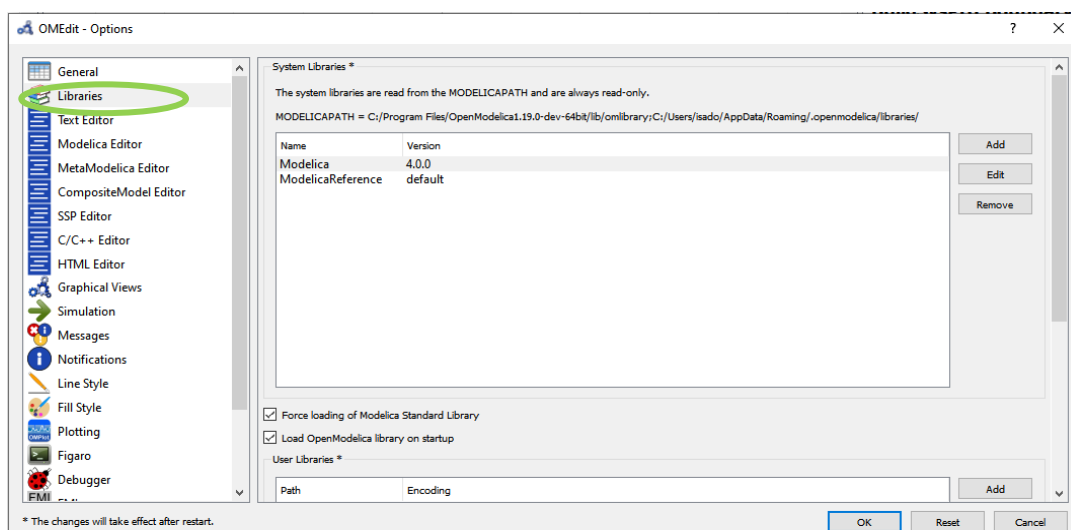 OMEdit - Options
?
General
Libraries
Text Editor
Modelica Editor
MetaModelica Editor
CompositeModel Editor
SSP Editor
C/C++ Editor
HTML Editor
Graphical Views
Simulation
Messages
Notifications
Line Style
Fill Style
Plotting
OMPlot
Figaro
Debugger
System Libraries *
The system libraries are read from the MODELICAPATH and are always read-only.
MODELICAPATH = C:/Program Files/OpenModelica1.19.0-dev-64bit/lib/omlibrary;C:/Users/isado/AppData/Roaming/.openmodelica/libraries/
Name Version
Modelica 4.0.0
ModelicaReference default
Add
Edit
Remove
Force loading of Modelica Standard Library
Load OpenModelica library on startup
User Libraries *
Path Encoding
Add
* The changes will take effect after restart.
OK Reset Cancel